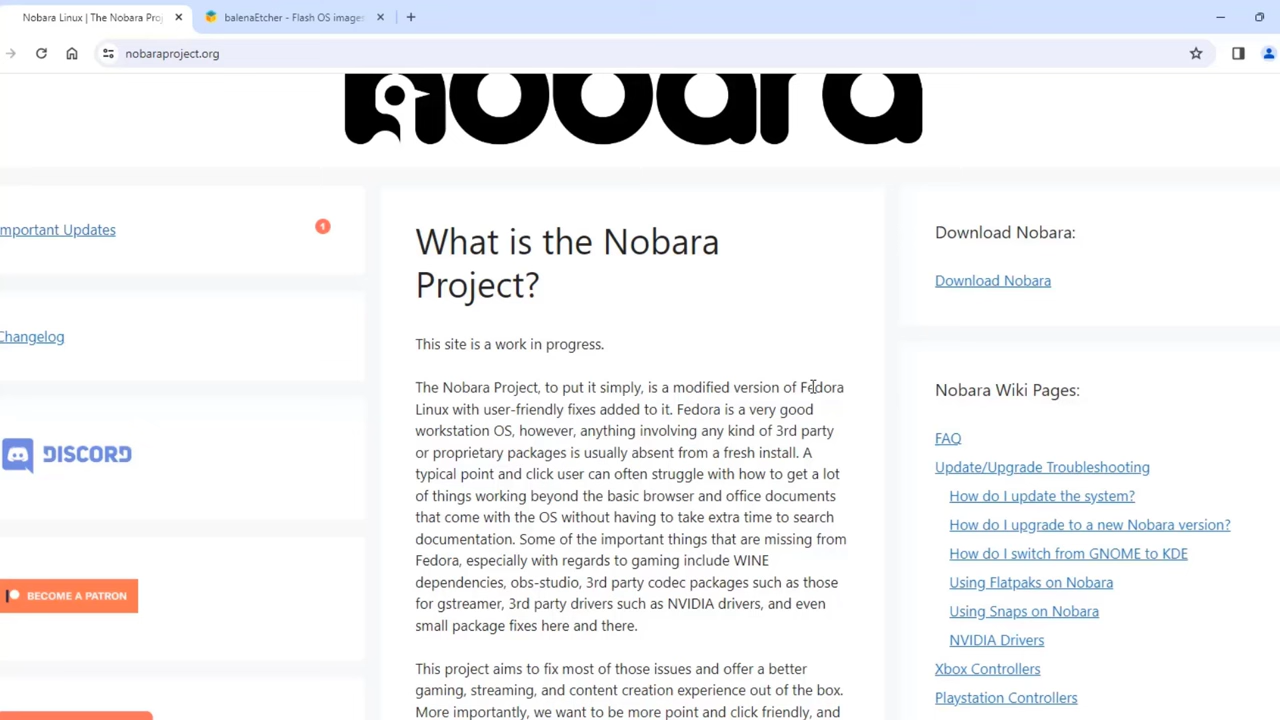 Nobara Linux | The Nobara Pro
balenaEtcher - Flash OS images
nobaraproject.org
nobara
mportant Updates
1
Changelog
DISCORD
BECOME A PATRON
What is the Nobara
Project?
This site is a work in progress.
The Nobara Project, to put it simply, is a modified version of Fedora
Linux with user-friendly fixes added to it. Fedora is a very good
workstation OS, however, anything involving any kind of 3rd party
or proprietary packages is usually absent from a fresh install. A
typical point and click user can often struggle with how to get a lot
of things working beyond the basic browser and office documents
that come with the OS without having to take extra time to search
documentation. Some of the important things that are missing from
Fedora, especially with regards to gaming include WINE
dependencies, obs-studio, 3rd party codec packages such as those
for gstreamer, 3rd party drivers such as NVIDIA drivers, and even
small package fixes here and there.
This project aims to fix most of those issues and offer a better
gaming, streaming, and content creation experience out of the box.
More importantly, we want to be more point and click friendly, and
Download Nobara:
Download Nobara
Nobara Wiki Pages:
FAQ
Update/Upgrade Troubleshooting
How do I update the system?
How do I upgrade to a new Nobara version?
How do I switch from GNOME to KDE
Using Flatpaks on Nobara
Using Snaps on Nobara
NVIDIA Drivers
Xbox Controllers
Playstation Controllers